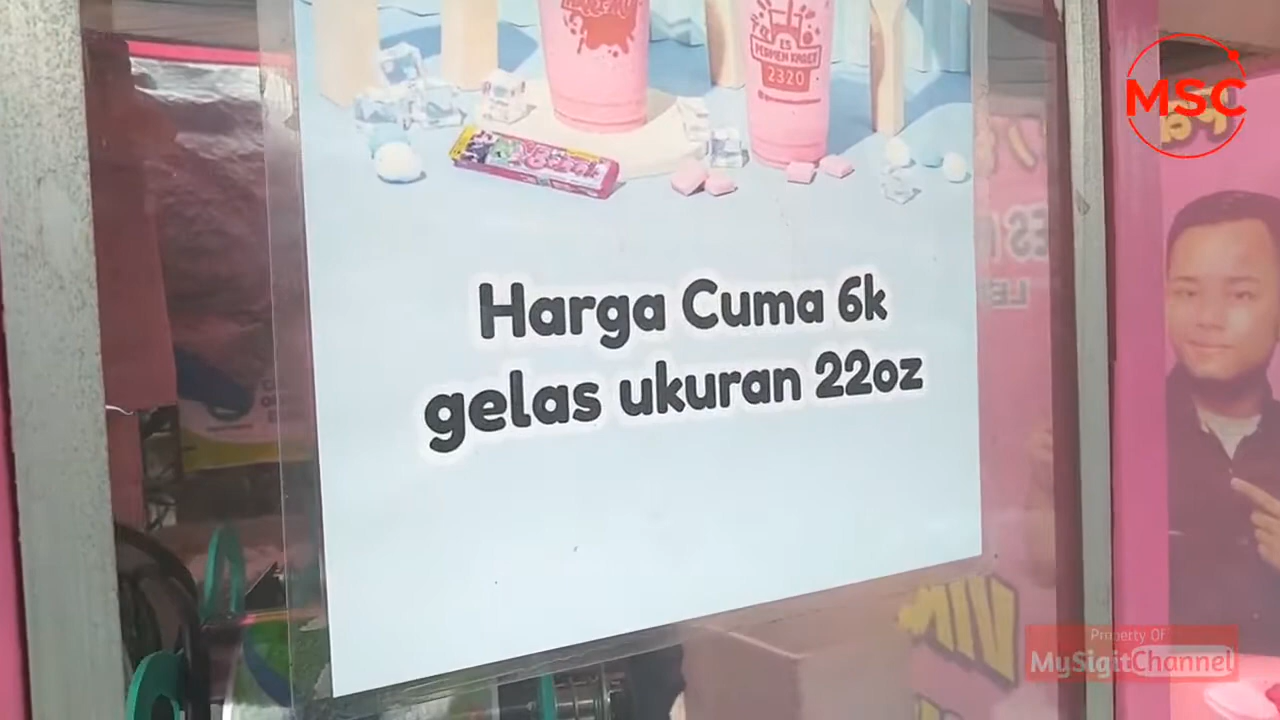 MSC
ES
PERMEN KARET
2320
Harga Cuma 6k
gelas ukuran 22oz
Property OF
MySigitChannel